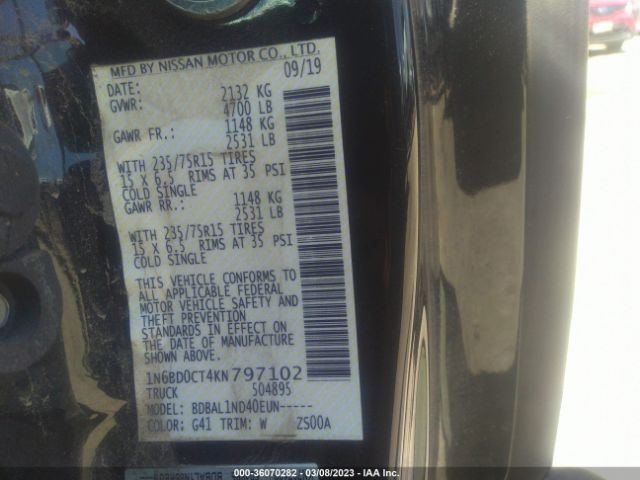 MFD BY NISSAN MOTOR CO., LTD.
DATE: 09/19
GVWR: 2132 KG
4700 LB
GAWR FR.: 1148 KG
2531 LB
WITH 235/75R15 TIRES
15 X 6.5 RIMS AT 35 PSI
COLD SINGLE
GAWR RR.: 1148 KG
2531 LB
WITH 235/75R15 TIRES
15 X 6.5 RIMS AT 35 PSI
COLD SINGLE
THIS VEHICLE CONFORMS TO
ALL APPLICABLE FEDERAL
MOTOR VEHICLE SAFETY AND
THEFT PREVENTION
STANDARDS IN EFFECT ON
THE DATE OF MANUFACTURE
SHOWN ABOVE.
1N6BD0CT4KN797102
TRUCK 504895
MODEL: BDBAL1ND40EUN-----
COLOR: G41 TRIM: W ZS00A
000-36070282 - 03/08/2023 - IAA Inc.